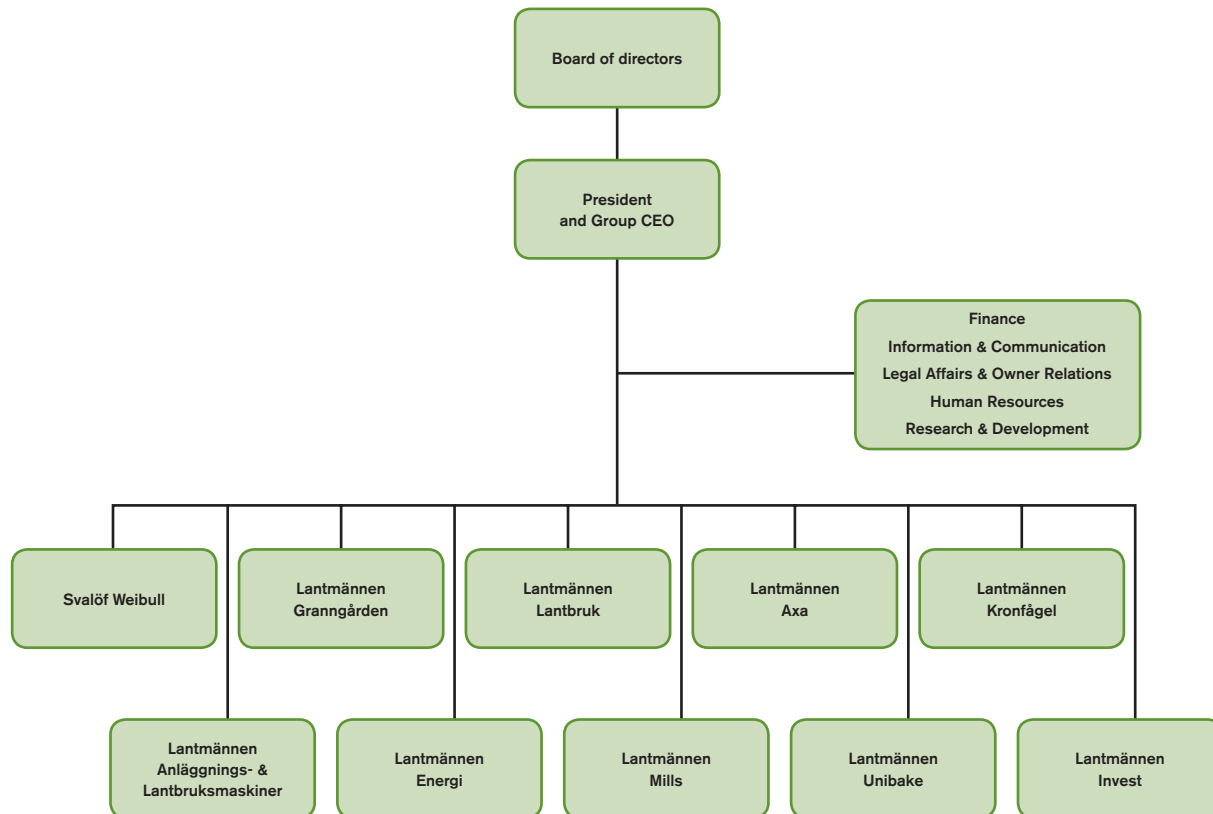 Board of directors
President
and Group CEO
Finance
Information & Communication
Legal Affairs & Owner Relations
Human Resources
Research & Development
Svalöf Weibull
Lantmännen
Granngården
Lantmännen
Lantbruk
Lantmännen
Axa
Lantmännen
Kronfågel
Lantmännen
Anläggnings- &
Lantbruksmaskiner
Lantmännen
Energi
Lantmännen
Mills
Lantmännen
Unibake
Lantmännen
Invest